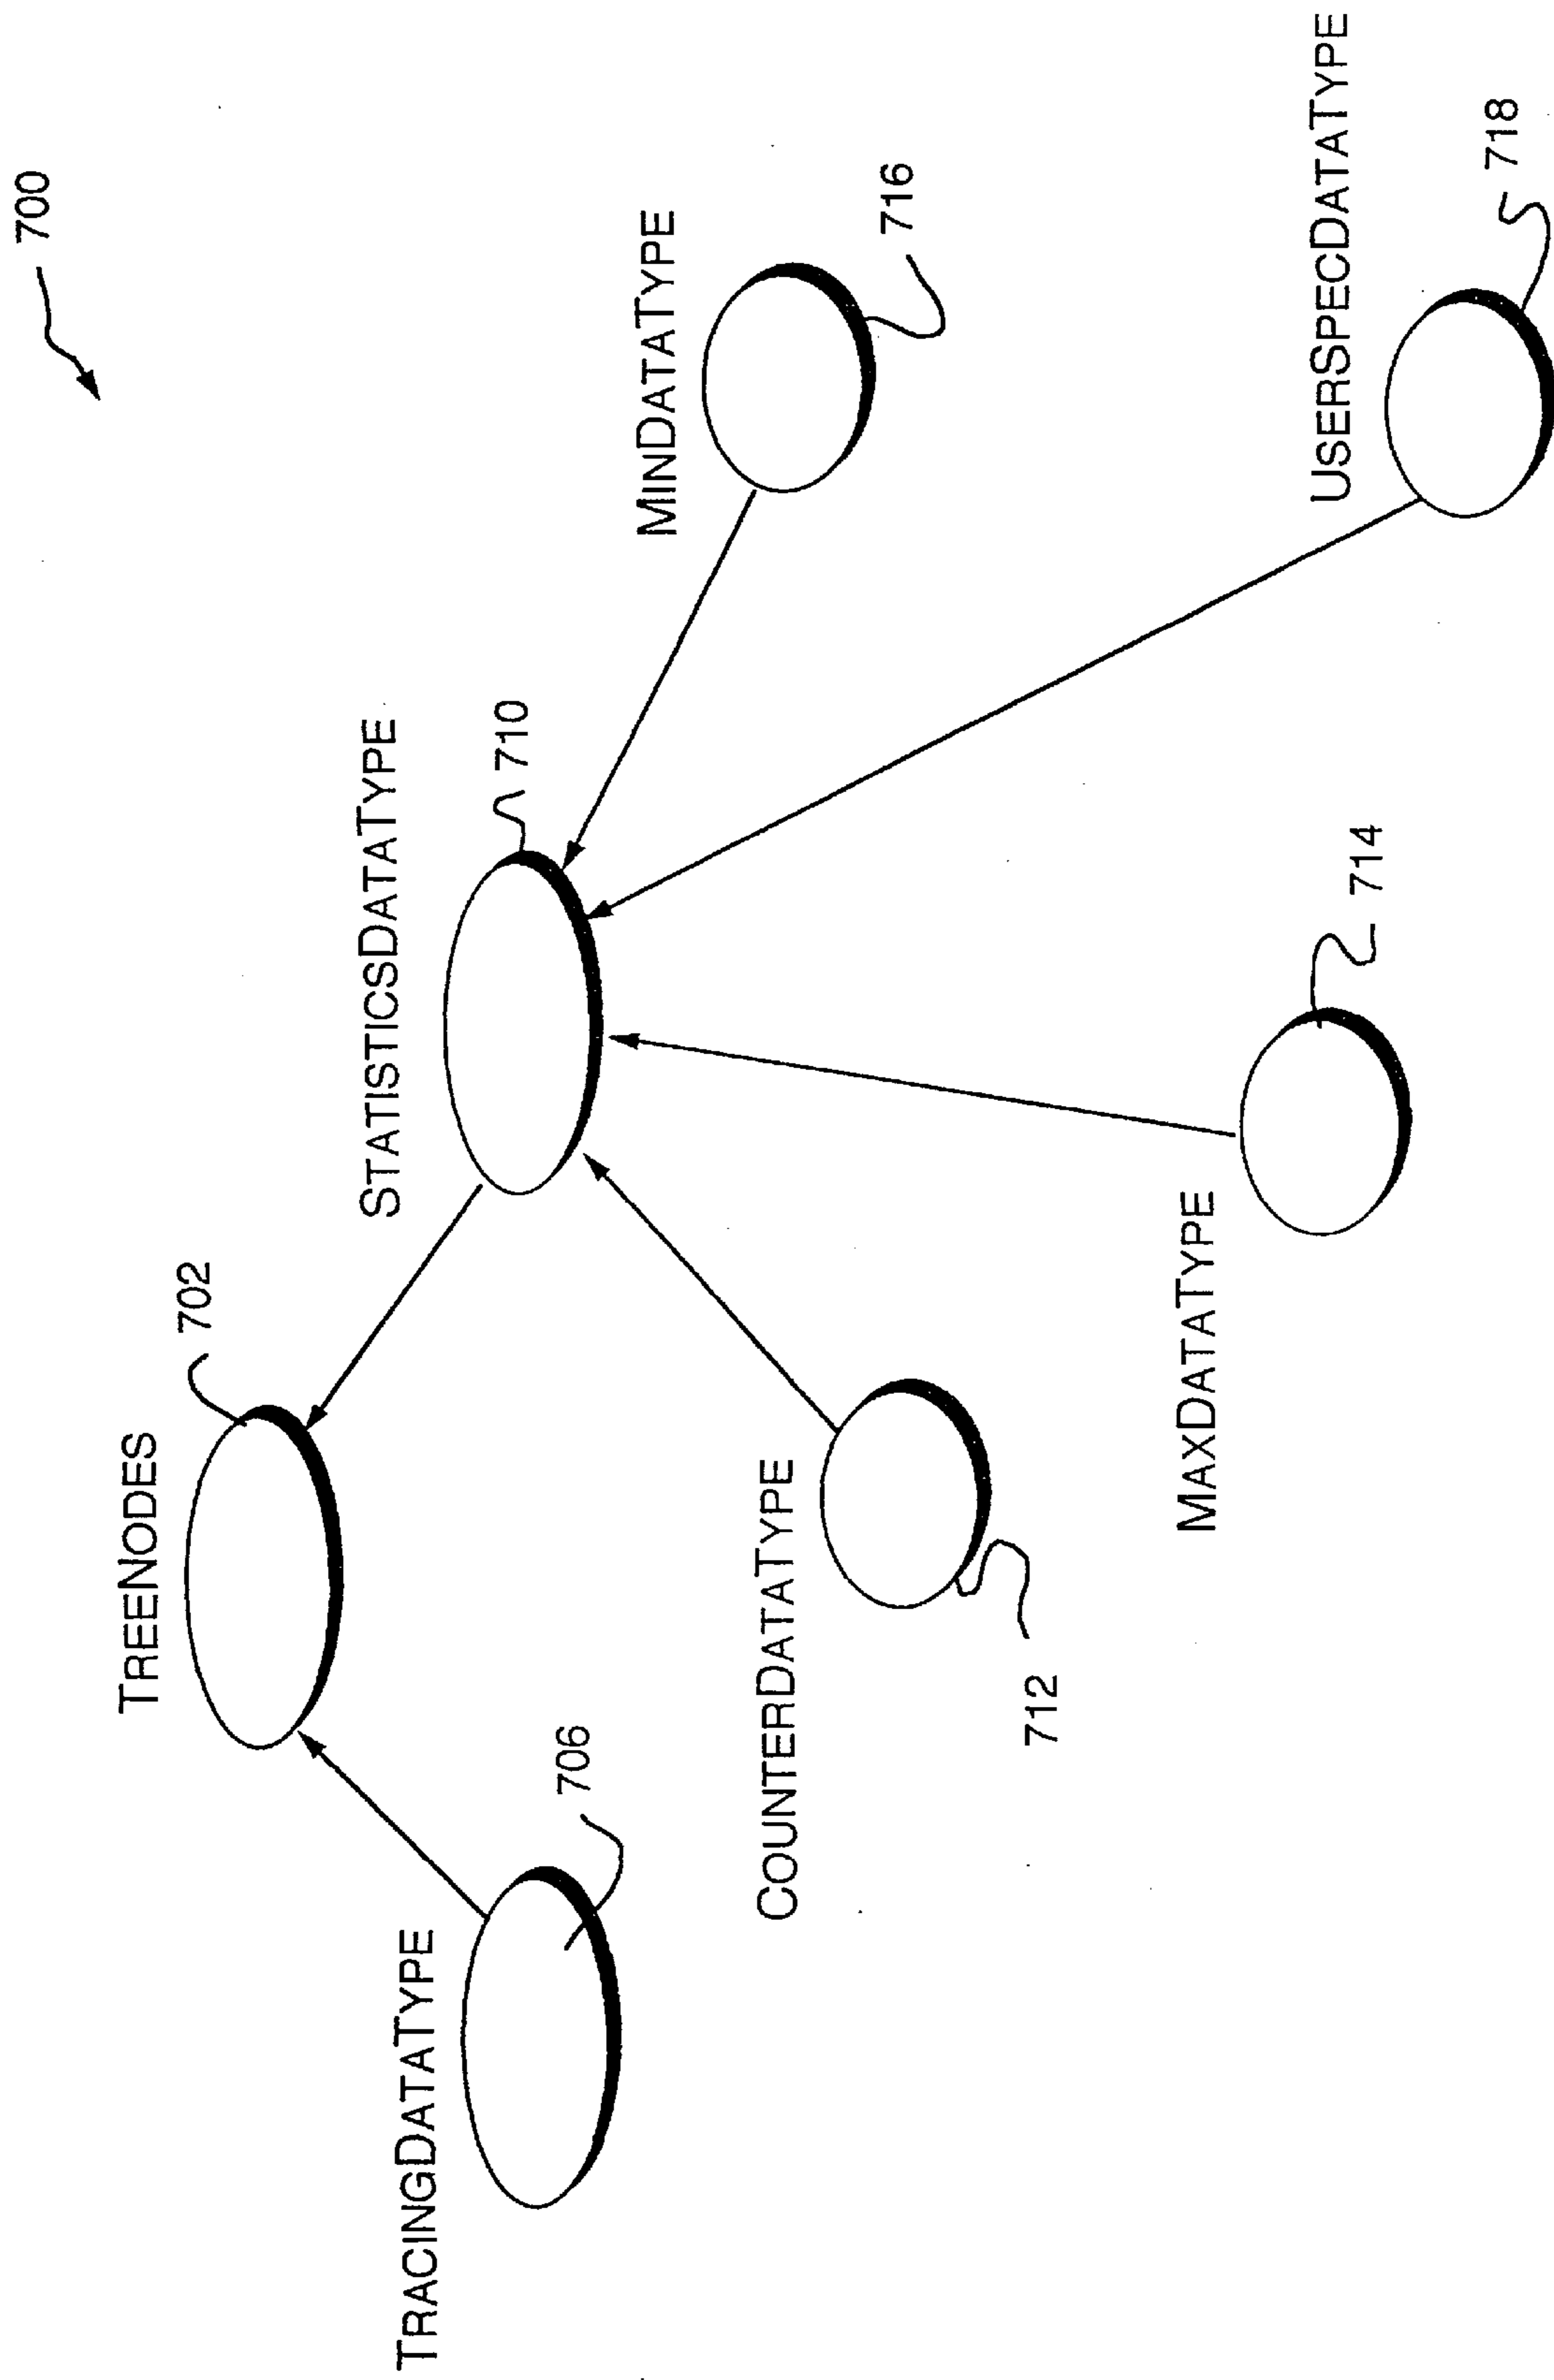 700
TREENODES
702
TRACINGDATATYPE
706
STATISTICSDATATYPE
710
MINDATATYPE
716
COUNTERDATATYPE
712
MAXDATATYPE
714
USERSPECDATATYPE
718